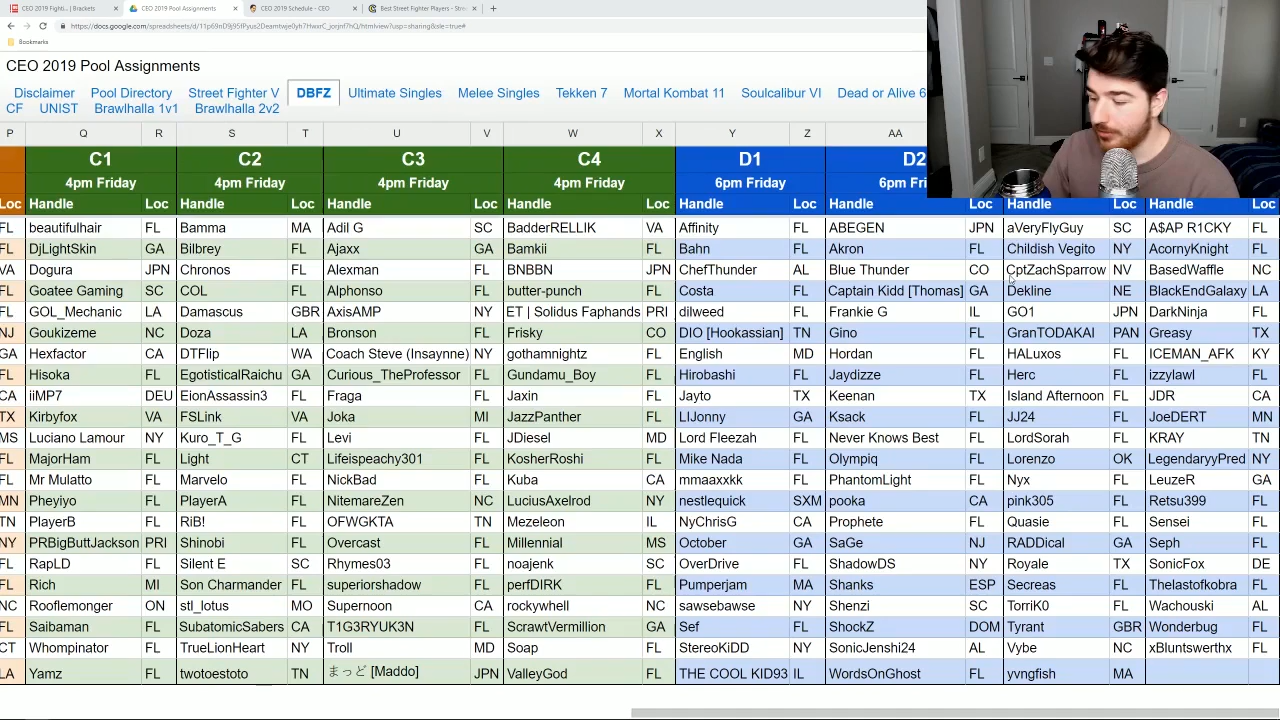 CEO 2019 Fighti... | Brackets
CEO 2019 Pool Assignments
CEO 2019 Schedule - CEO
Best Street Fighter Players - Str
Bookmarks
CEO 2019 Pool Assignments
Disclaimer Pool Directory Street Fighter V DBFZ Ultimate Singles Melee Singles Tekken 7 Mortal Kombat 11 Soulcalibur VI Dead or Alive 6
CF UNIST Brawlhalla 1v1 Brawlhalla 2v2
P Q R S T U V W X Y Z AA
C1 C2 C3 C4 D1 D2
4pm Friday 4pm Friday 4pm Friday 4pm Friday 6pm Friday 6pm Fri
Loc Handle Loc Handle Loc Handle Loc Handle Loc Handle Loc Handle Loc Handle Loc Handle Loc
FL beautifulhair FL Bamma MA Adil G SC BadderRELLIK VA Affinity FL ABEGEN JPN aVeryFlyGuy SC A$AP R1CKY FL
FL DjLightSkin GA Bilbrey FL Ajaxx GA Bamkii FL Bahn FL Akron FL Childish Vegito NY AcornyKnight FL
VA Dogura JPN Chronos FL Alexman FL BNBBN JPN ChefThunder AL Blue Thunder CO CptZachSparrow NV BasedWaffle NC
FL Goatee Gaming SC COL FL Alphonso FL butter-punch FL Costa FL Captain Kidd [Thomas] GA Dekline NE BlackEndGalaxy LA
FL GOL_Mechanic LA Damascus GBR AxisAMP NY ET | Solidus Faphands PRI dilweed FL Frankie G IL GO1 JPN DarkNinja FL
NJ Goukizeme NC Doza LA Bronson FL Frisky CO DIO [Hookassian] TN Gino FL GranTODAKAI PAN Greasy TX
GA Hexfactor CA DTFlip WA Coach Steve (Insaynne) NY gothamnightz FL English MD Hordan FL HALuxos FL ICEMAN_AFK KY
FL Hisoka FL EgotisticalRaichu GA Curious_TheProfessor FL Gundamu_Boy FL Hirobashi FL Jaydizze FL Herc FL izzylawl FL
CA iiMP7 DEU EionAssassin3 FL Fraga FL Jaxin FL Jayto TX Keenan TX Island Afternoon FL JDR CA
TX Kirbyfox VA FSLink VA Joka MI JazzPanther FL LIJonny GA Ksack FL JJ24 FL JoeDERT MN
MS Luciano Lamour NY Kuro_T_G FL Levi FL JDiesel MD Lord Fleezah FL Never Knows Best FL LordSorah FL KRAY TN
FL MajorHam FL Light CT Lifeispeachy301 FL KosherRoshi FL Mike Nada FL Olympiq FL Lorenzo OK LegendaryyPred NY
FL Mr Mulatto FL Marvelo FL NickBad FL Kuba CA mmaaxxkk FL PhantomLight FL Nyx FL LeuzeR GA
MN Pheyiyo FL PlayerA FL NitemareZen NC LuciusAxelrod NY nestlequick SXM pooka CA pink305 FL Retsu399 FL
TN PlayerB FL RiB! FL OFWGKTA TN Mezeleon IL NyChrisG CA Prophete FL Quasie FL Sensei FL
NY PRBigButtJackson PRI Shinobi FL Overcast FL Millennial MS October GA SaGe NJ RADDical GA Seph FL
FL RapLD FL Silent E SC Rhymes03 FL noajenk SC OverDrive FL ShadowDS NY Royale TX SonicFox DE
FL Rich MI Son Charmander FL superiorshadow FL perfDIRK FL Pumperjam MA Shanks ESP Secreas FL Thelastofkobra FL
NC Rooflemonger ON stl_lotus MO Supernoon CA rockywhell NC sawsebawse NY Shenzi SC TorriK0 FL Wachouski AL
FL Saibaman FL SubatomicSabers CA T1G3RYUK3N FL ScrawtVermillion GA Sef FL ShockZ DOM Tyrant GBR Wonderbug FL
CT Whompinator FL TrueLionHeart NY Troll MD Soap FL StereoKiDD NY SonicJenshi24 AL Vybe NC xBluntswerthx FL
LA Yamz FL twotoestoto TN まっど [Maddo] JPN ValleyGod FL THE COOL KID93 IL WordsOnGhost FL yvngfish MA